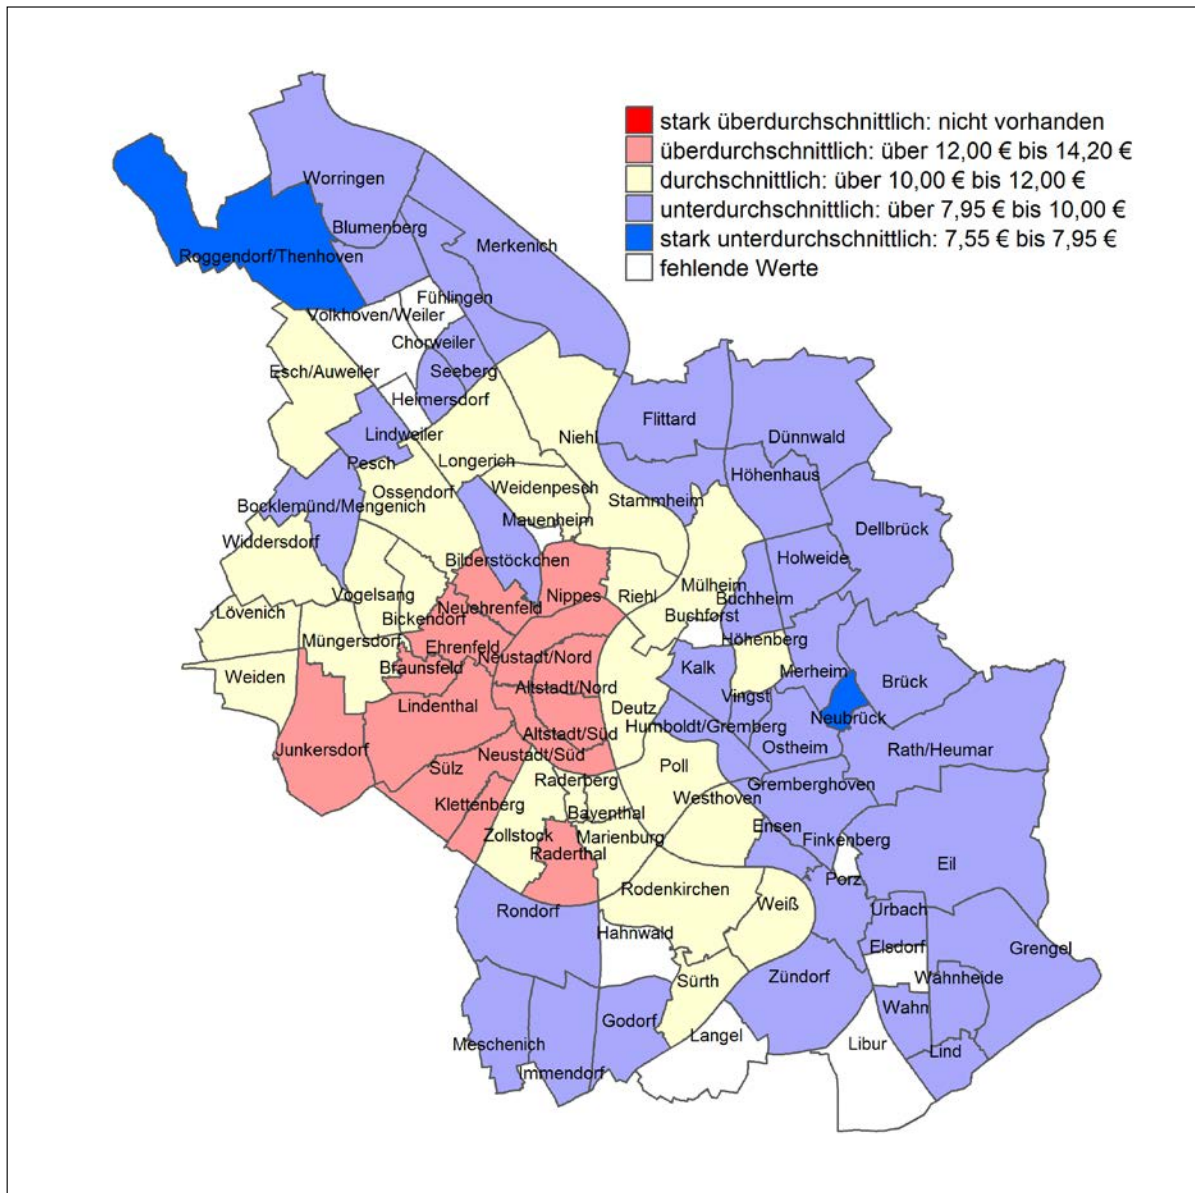 stark überdurchschnittlich: nicht vorhanden
überdurchschnittlich: über 12,00 € bis 14,20 €
durchschnittlich: über 10,00 € bis 12,00 €
unterdurchschnittlich: über 7,95 € bis 10,00 €
stark unterdurchschnittlich: 7,55 € bis 7,95 €
fehlende Werte
Worringen
Blumenberg
Merkenich
Roggendorf/Thenhoven
Fühlingen
Volkhoven/Weiler
Chorweiler
Esch/Auweiler
Seeberg
Heimersdorf
Flittard
Lindweiler
Niehl
Dünnwald
Pesch
Longerich
Höhenhaus
Ossendorf
Weidenpesch
Bocklemünd/Mengenich
Stammheim
Mauenheim
Dellbrück
Widdersdorf
Bilderstöckchen
Holweide
Mülheim
Vogelsang
Nippes
Riehl
Buchheim
Neuehrenfeld
Lövenich
Bickendorf
Buchforst
Müngersdorf
Höhenberg
Ehrenfeld
Neustadt/Nord
Braunsfeld
Kalk
Merheim
Weiden
Brück
Altstadt/Nord
Vingst
Lindenthal
Deutz
Neubrück
Humboldt/Gremberg
Altstadt/Süd
Junkersdorf
Ostheim
Rath/Heumar
Neustadt/Süd
Sülz
Poll
Raderberg
Gremberghoven
Klettenberg
Westhoven
Bayenthal
Ensen
Zollstock
Marienburg
Finkenberg
Raderthal
Eil
Porz
Rodenkirchen
Weiß
Rondorf
Urbach
Hahnwald
Elsdorf
Grengel
Sürth
Zündorf
Wahnheide
Wahn
Godorf
Langel
Libur
Meschenich
Lind
Immendorf